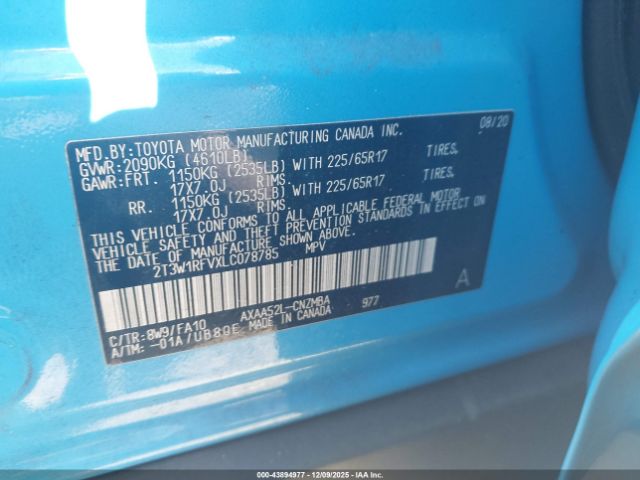 MFD.BY: TOYOTA MOTOR MANUFACTURING CANADA INC. 08/20
GVWR: 2090KG (4610LB)
GAWR: FRT. 1150KG (2535LB) WITH 225/65R17 TIRES.
17X7.0J RIMS.
RR. 1150KG (2535LB) WITH 225/65R17 TIRES.
17X7.0J RIMS.
THIS VEHICLE CONFORMS TO ALL APPLICABLE FEDERAL MOTOR
VEHICLE SAFETY AND THEFT PREVENTION STANDARDS IN EFFECT ON
THE DATE OF MANUFACTURE SHOWN ABOVE.
2T3W1RFVXLC078785 MPV
A
AXAA52L-CNZMBA 977
C/TR: 8W9/FA10
A/TM: -01A/UB80E MADE IN CANADA
000-43894977 - 12/09/2025 - IAAI.COM